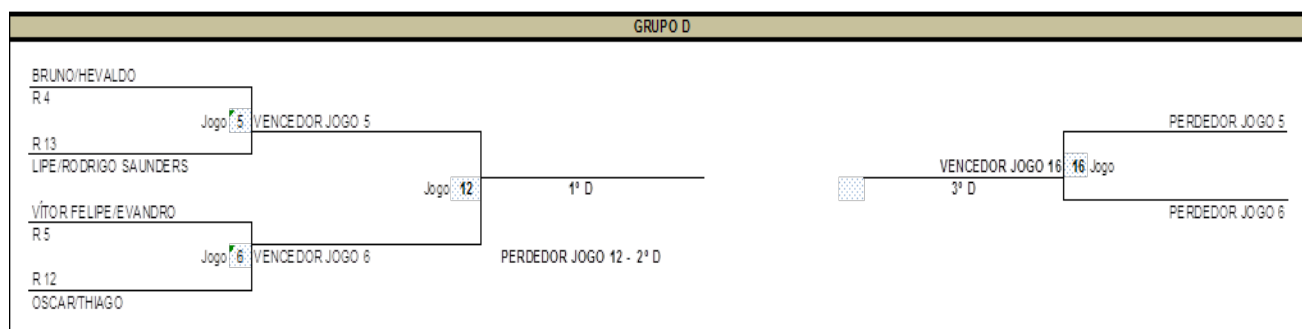 GRUPO D
BRUNO/HEVALDO
R 4
Jogo 5 VENCEDOR JOGO 5
PERDEDOR JOGO 5
R 13
LIPE/RODRIGO SAUNDERS
VENCEDOR JOGO 16 16 Jogo
Jogo 12 1º D
3º D
VÍTOR FELIPE/EVANDRO
PERDEDOR JOGO 6
R 5
Jogo 6 VENCEDOR JOGO 6
PERDEDOR JOGO 12 - 2º D
R 12
OSCAR/THIAGO